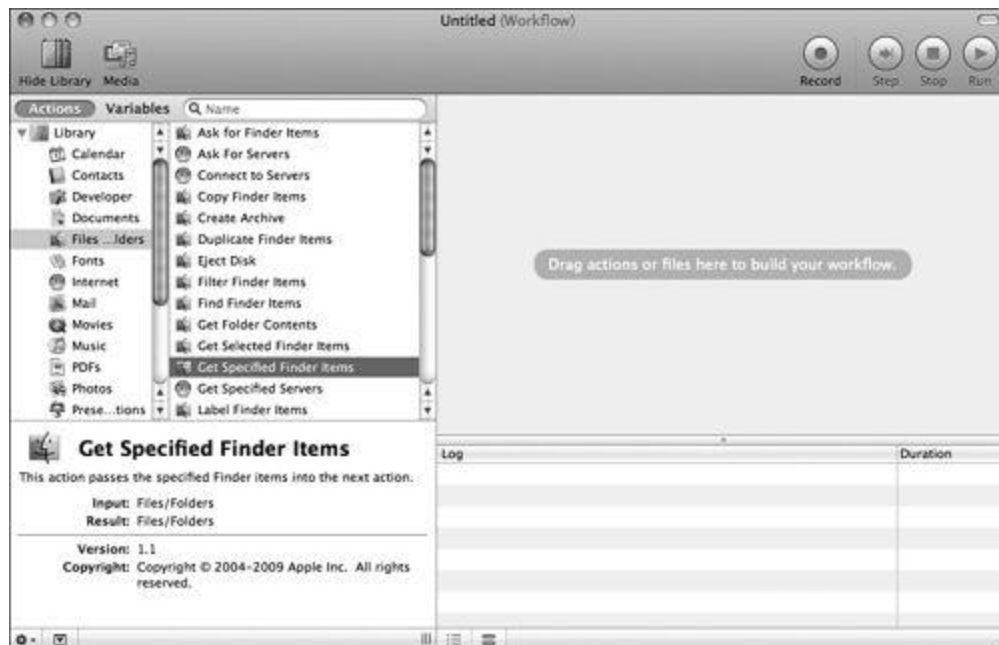 Untitled (Workflow)
Hide Library
Media
Record
Step
Stop
Run
Actions
Variables
Name
Library
Calendar
Contacts
Developer
Documents
Files ...lders
Fonts
Internet
Mail
Movies
Music
PDFs
Photos
Prese...tions
Ask for Finder Items
Ask For Servers
Connect to Servers
Copy Finder Items
Create Archive
Duplicate Finder Items
Eject Disk
Filter Finder Items
Find Finder Items
Get Folder Contents
Get Selected Finder Items
Get Specified Finder Items
Get Specified Servers
Label Finder Items
Drag actions or files here to build your workflow.
Get Specified Finder Items
This action passes the specified Finder items into the next action.
Input: Files/Folders
Result: Files/Folders
Version: 1.1
Copyright: Copyright © 2004–2009 Apple Inc. All rights
reserved.
Log
Duration